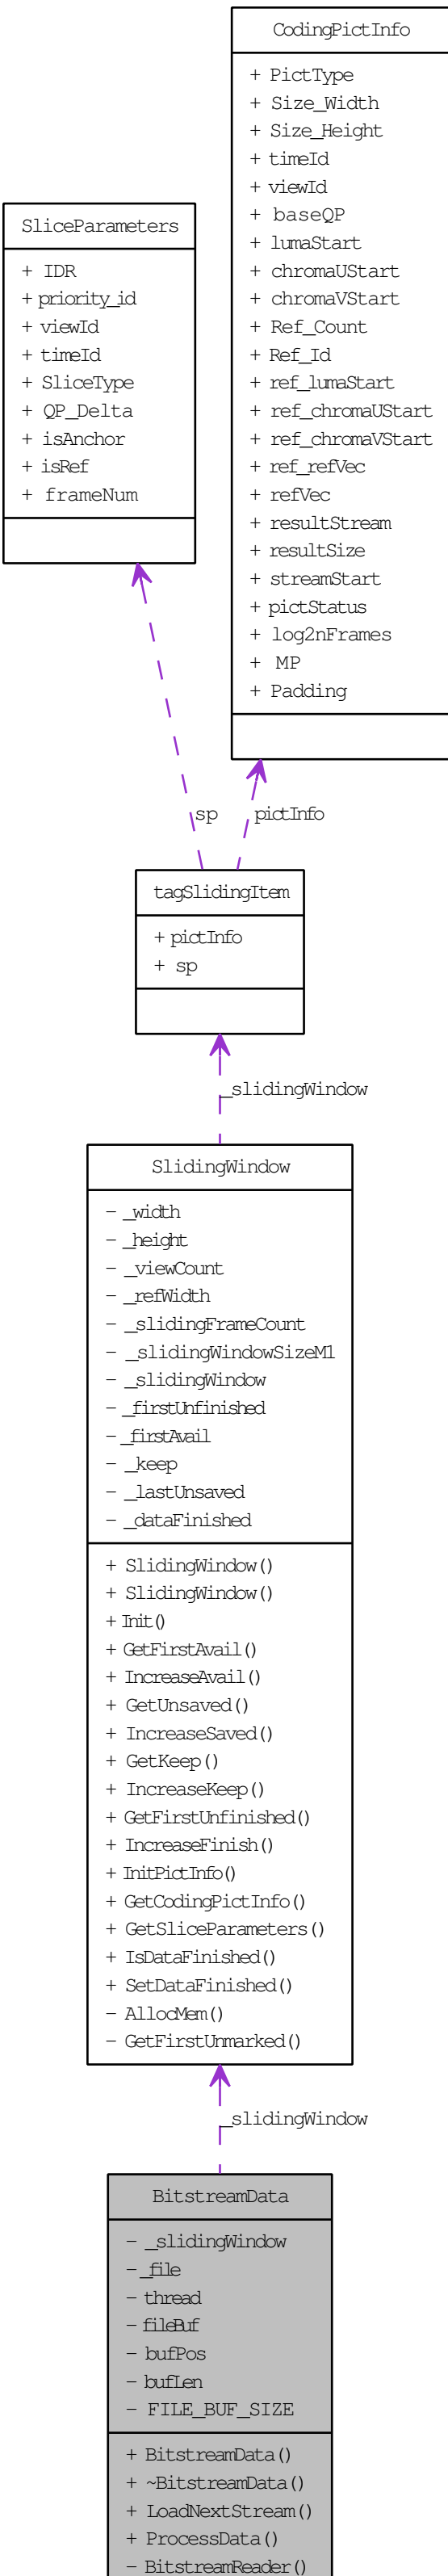 CodingPictInfo
+ PictType
+ Size_Width
+ Size_Height
+ timeId
+ viewId
+ baseQP
+ lumaStart
+ chromaUStart
+ chromaVStart
+ Ref_Count
+ Ref_Id
+ ref_lumaStart
+ ref_chromaUStart
+ ref_chromaVStart
+ ref_refVec
+ refVec
+ resultStream
+ resultSize
+ streamStart
+ pictStatus
+ log2nFrames
+ MP
+ Padding
SliceParameters
+ IDR
+ priority_id
+ viewId
+ timeId
+ SliceType
+ QP_Delta
+ isAnchor
+ isRef
+ frameNum
sp
pictInfo
tagSlidingItem
+ pictInfo
+ sp
_slidingWindow
SlidingWindow
- _width
- _height
- _viewCount
- _refWidth
- _slidingFrameCount
- _slidingWindowSizeM1
- _slidingWindow
- _firstUnfinished
- _firstAvail
- _keep
- _lastUnsaved
- _dataFinished
+ SlidingWindow()
+ SlidingWindow()
+ Init()
+ GetFirstAvail()
+ IncreaseAvail()
+ GetUnsaved()
+ IncreaseSaved()
+ GetKeep()
+ IncreaseKeep()
+ GetFirstUnfinished()
+ IncreaseFinish()
+ InitPictInfo()
+ GetCodingPictInfo()
+ GetSliceParameters()
+ IsDataFinished()
+ SetDataFinished()
- AllocMem()
- GetFirstUnmarked()
_slidingWindow
BitstreamData
- _slidingWindow
- _file
- thread
- fileBuf
- bufPos
- bufLen
- FILE_BUF_SIZE
+ BitstreamData()
+ ~BitstreamData()
+ LoadNextStream()
+ ProcessData()
- BitstreamReader()